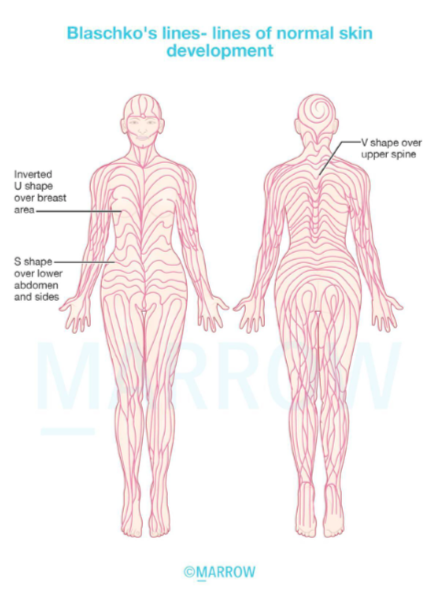 Blaschko's lines- lines of normal skin
development
V shape over
upper spine
Inverted
U shape
over breast
area
S shape
over lower
abdomen
and sides
MARROW
©MARROW